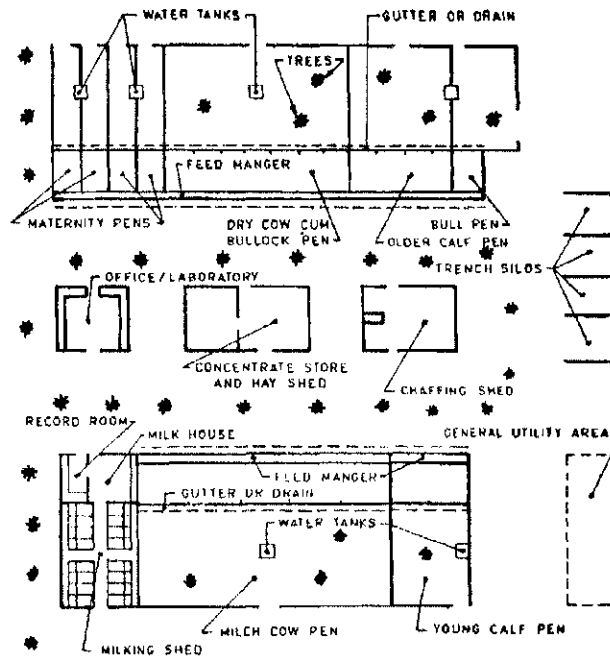 WATER TANKS
GUTTER OR DRAIN
TREES
FEED MANGER
MATERNITY PENS
DRY COW CUM
BULLOCK PEN
BULL PEN
OLDER CALF PEN
TRENCH SILOS
OFFICE/LABORATORY
CONCENTRATE STORE
AND HAY SHED
CHAFFING SHED
RECORD ROOM
MILK HOUSE
GENERAL UTILITY AREA
FEED MANGER
GUTTER OR DRAIN
WATER TANKS
MILCH COW PEN
YOUNG CALF PEN
MILKING SHED